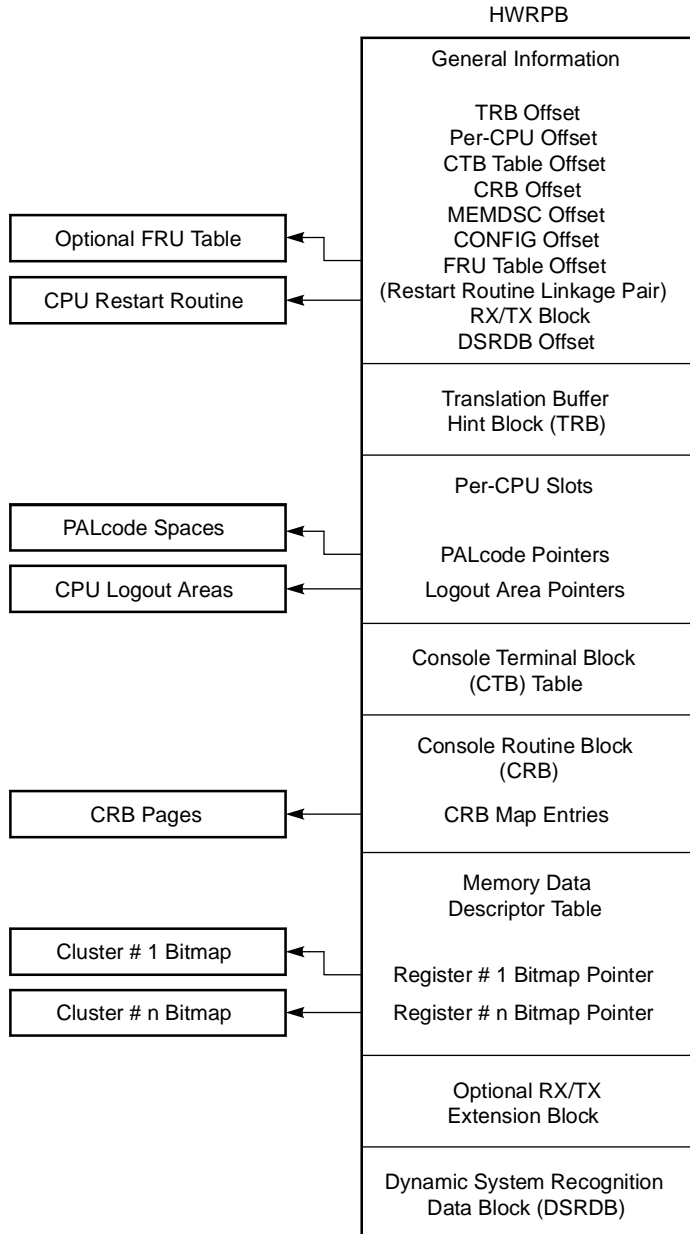 HWRPB
General Information
TRB Offset
Per-CPU Offset
CTB Table Offset
CRB Offset
MEMDSC Offset
Optional FRU Table
CONFIG Offset
FRU Table Offset
CPU Restart Routine
(Restart Routine Linkage Pair)
RX/TX Block
DSRDB Offset
Translation Buffer
Hint Block (TRB)
Per-CPU Slots
PALcode Spaces
PALcode Pointers
CPU Logout Areas
Logout Area Pointers
Console Terminal Block
(CTB) Table
Console Routine Block
(CRB)
CRB Pages
CRB Map Entries
Memory Data
Descriptor Table
Cluster # 1 Bitmap
Register # 1 Bitmap Pointer
Cluster # n Bitmap
Register # n Bitmap Pointer
Optional RX/TX
Extension Block
Dynamic System Recognition
Data Block (DSRDB)